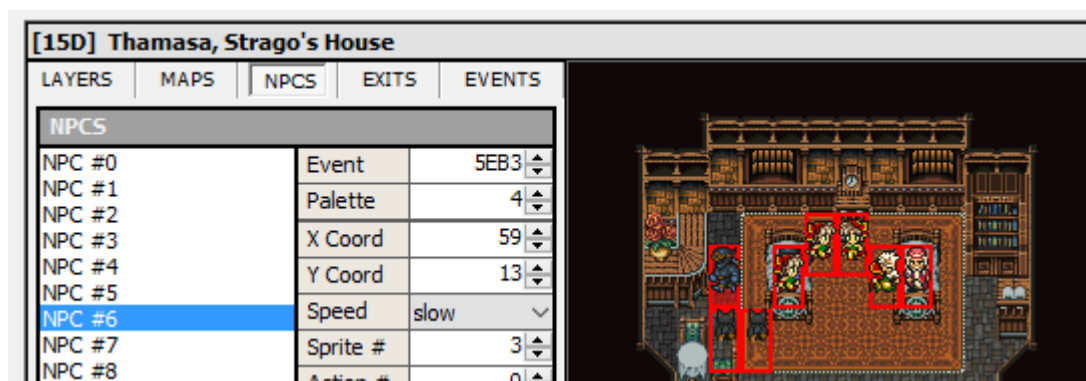 [15D] Thamasa, Strago's House
LAYERS MAPS NPCS EXITS EVENTS
NPCS
NPC #0
NPC #1
NPC #2
NPC #3
NPC #4
NPC #5
NPC #6
NPC #7
NPC #8
Event 5EB3
Palette 4
X Coord 59
Y Coord 13
Speed slow
Sprite # 3
Action # 0